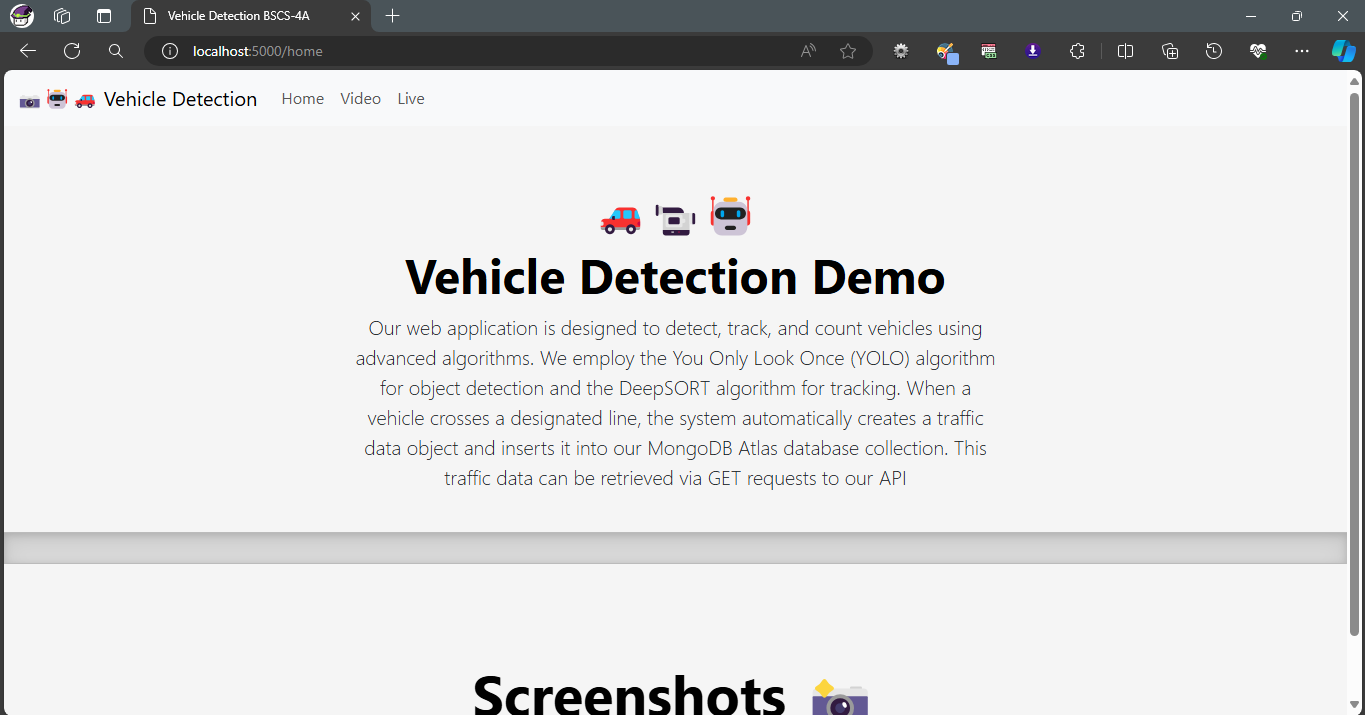 Vehicle Detection BSCS-4A
localhost:5000/home
Vehicle Detection Home Video Live
Vehicle Detection Demo
Our web application is designed to detect, track, and count vehicles using
advanced algorithms. We employ the You Only Look Once (YOLO) algorithm
for object detection and the DeepSORT algorithm for tracking. When a
vehicle crosses a designated line, the system automatically creates a traffic
data object and inserts it into our MongoDB Atlas database collection. This
traffic data can be retrieved via GET requests to our API
Screenshots